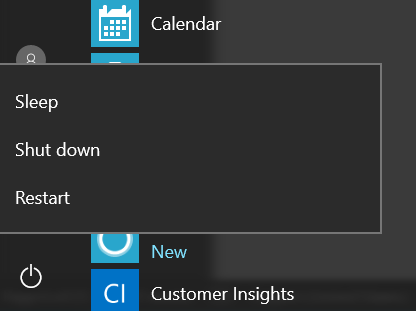 Calendar
Sleep
Shut down
Restart
New
CI
Customer Insights